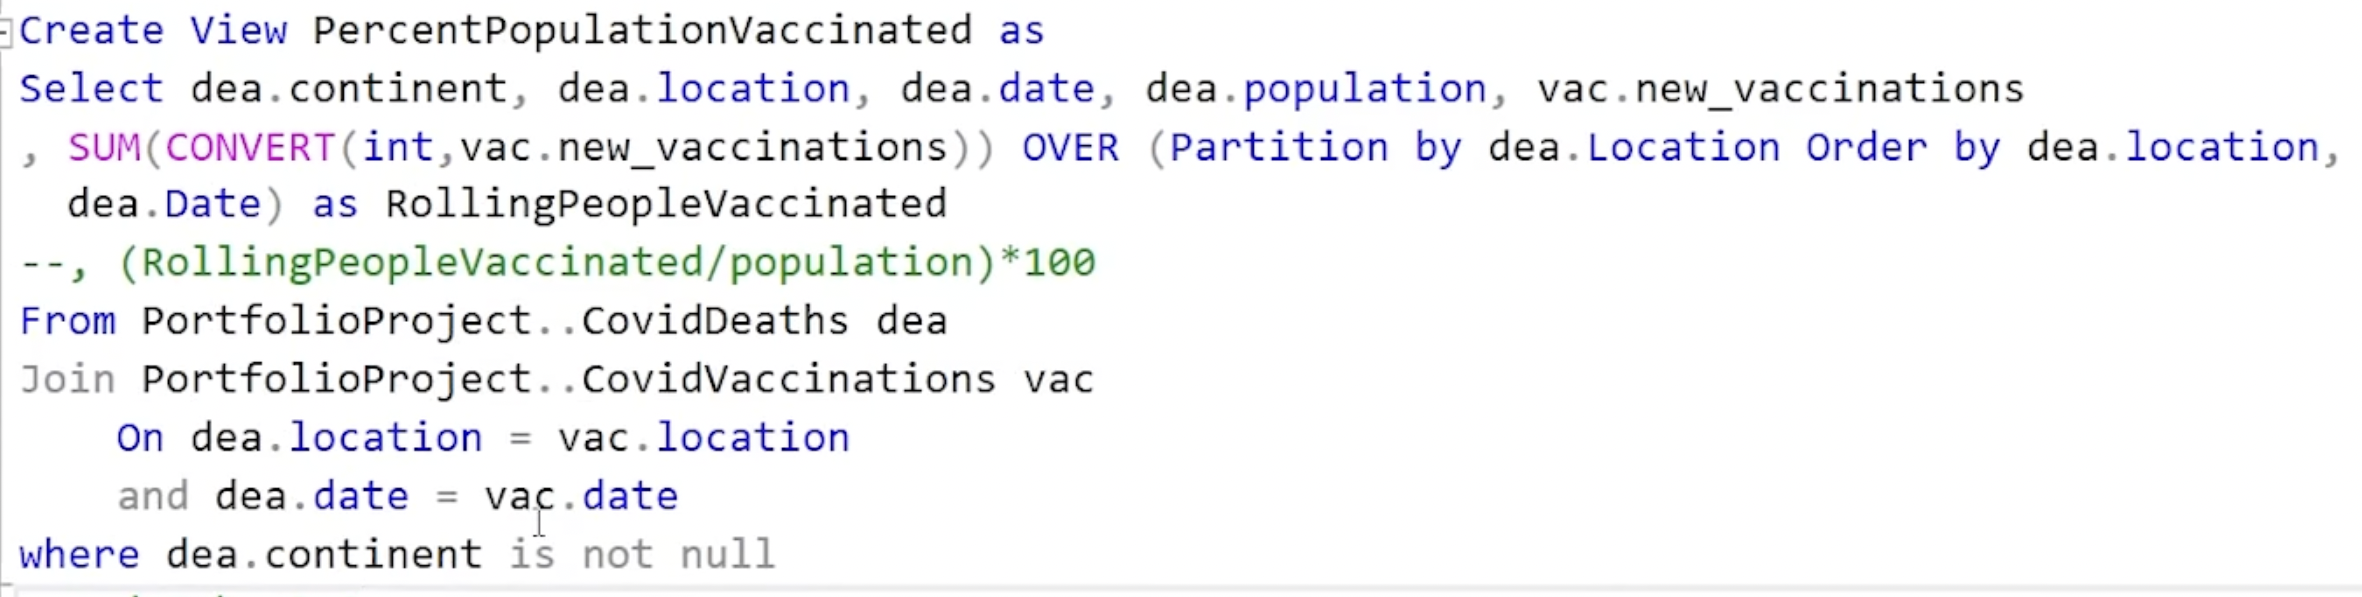 Create View PercentPopulationVaccinated as
Select dea.continent, dea.location, dea.date, dea.population, vac.new_vaccinations
, SUM(CONVERT(int,vac.new_vaccinations)) OVER (Partition by dea.Location Order by dea.location,
dea.Date) as RollingPeopleVaccinated
--, (RollingPeopleVaccinated/population)*100
From PortfolioProject..CovidDeaths dea
Join PortfolioProject..CovidVaccinations vac
On dea.location = vac.location
and dea.date = vac.date
where dea.continent is not null